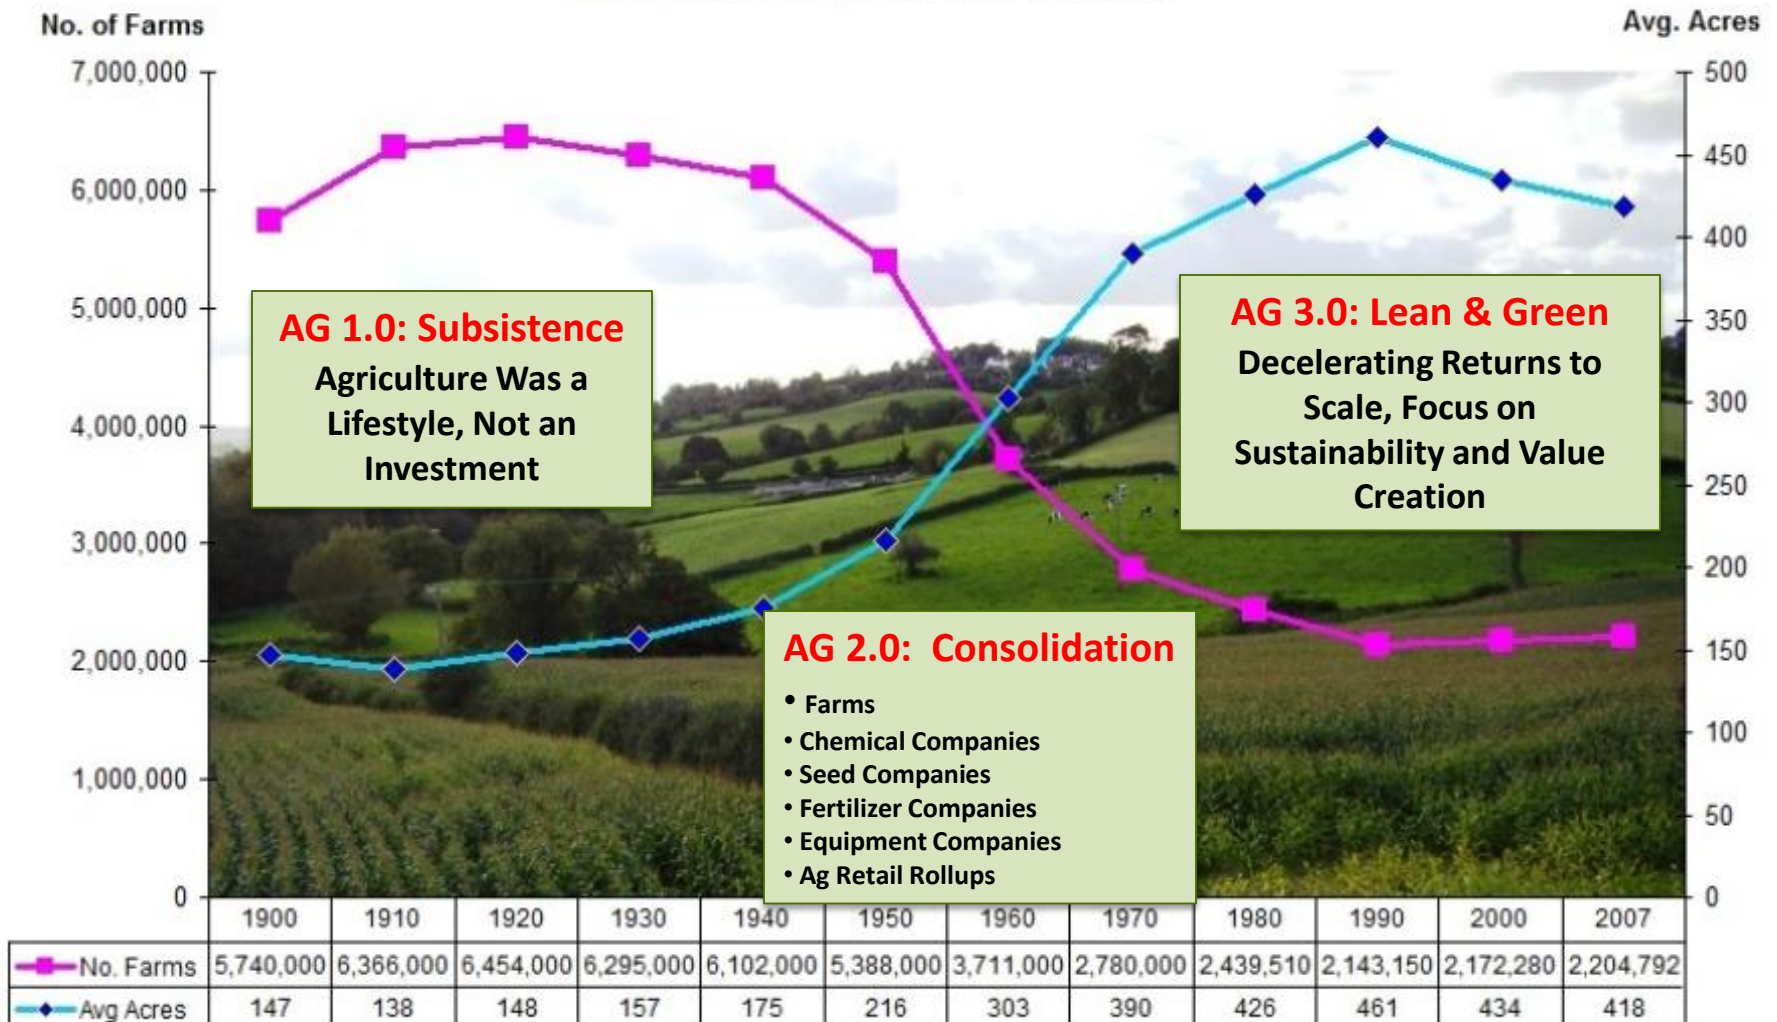 No. of Farms
Avg. Acres
7,000,000
6,000,000
5,000,000
4,000,000
3,000,000
2,000,000
1,000,000
0
500
450
400
350
300
250
200
150
100
50
0
AG 1.0: Subsistence
Agriculture Was a
Lifestyle, Not an
Investment
AG 3.0: Lean & Green
Decelerating Returns to
Scale, Focus on
Sustainability and Value
Creation
AG 2.0: Consolidation
• Farms
• Chemical Companies
• Seed Companies
• Fertilizer Companies
• Equipment Companies
• Ag Retail Rollups
1900 1910 1920 1930 1940 1950 1960 1970 1980 1990 2000 2007
No. Farms 5,740,000 6,366,000 6,454,000 6,295,000 6,102,000 5,388,000 3,711,000 2,780,000 2,439,510 2,143,150 2,172,280 2,204,792
Avg Acres 147 138 148 157 175 216 303 390 426 461 434 418